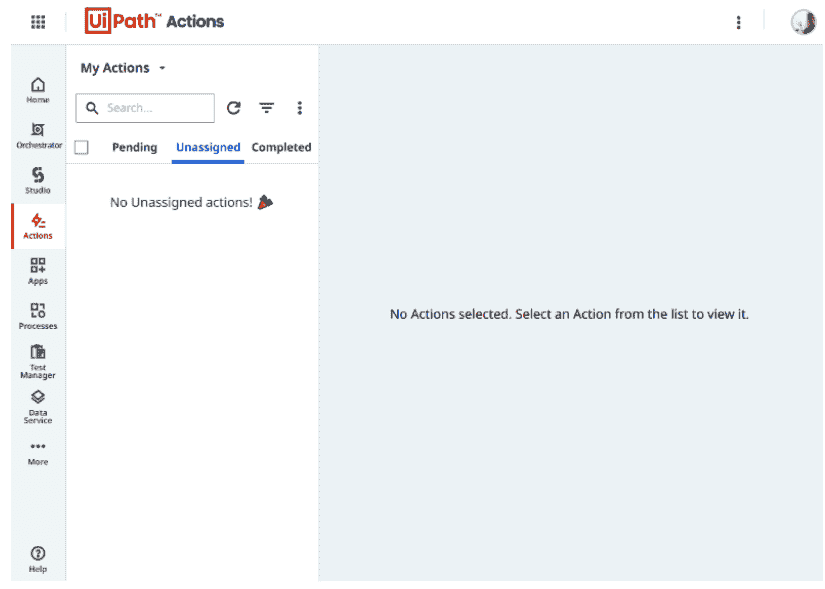 UiPath™ Actions
My Actions
Search...
Pending Unassigned Completed
No Unassigned actions!
No Actions selected. Select an Action from the list to view it.
Home
Orchestrator
Studio
Actions
Apps
Processes
Test
Manager
Data
Service
More
Help